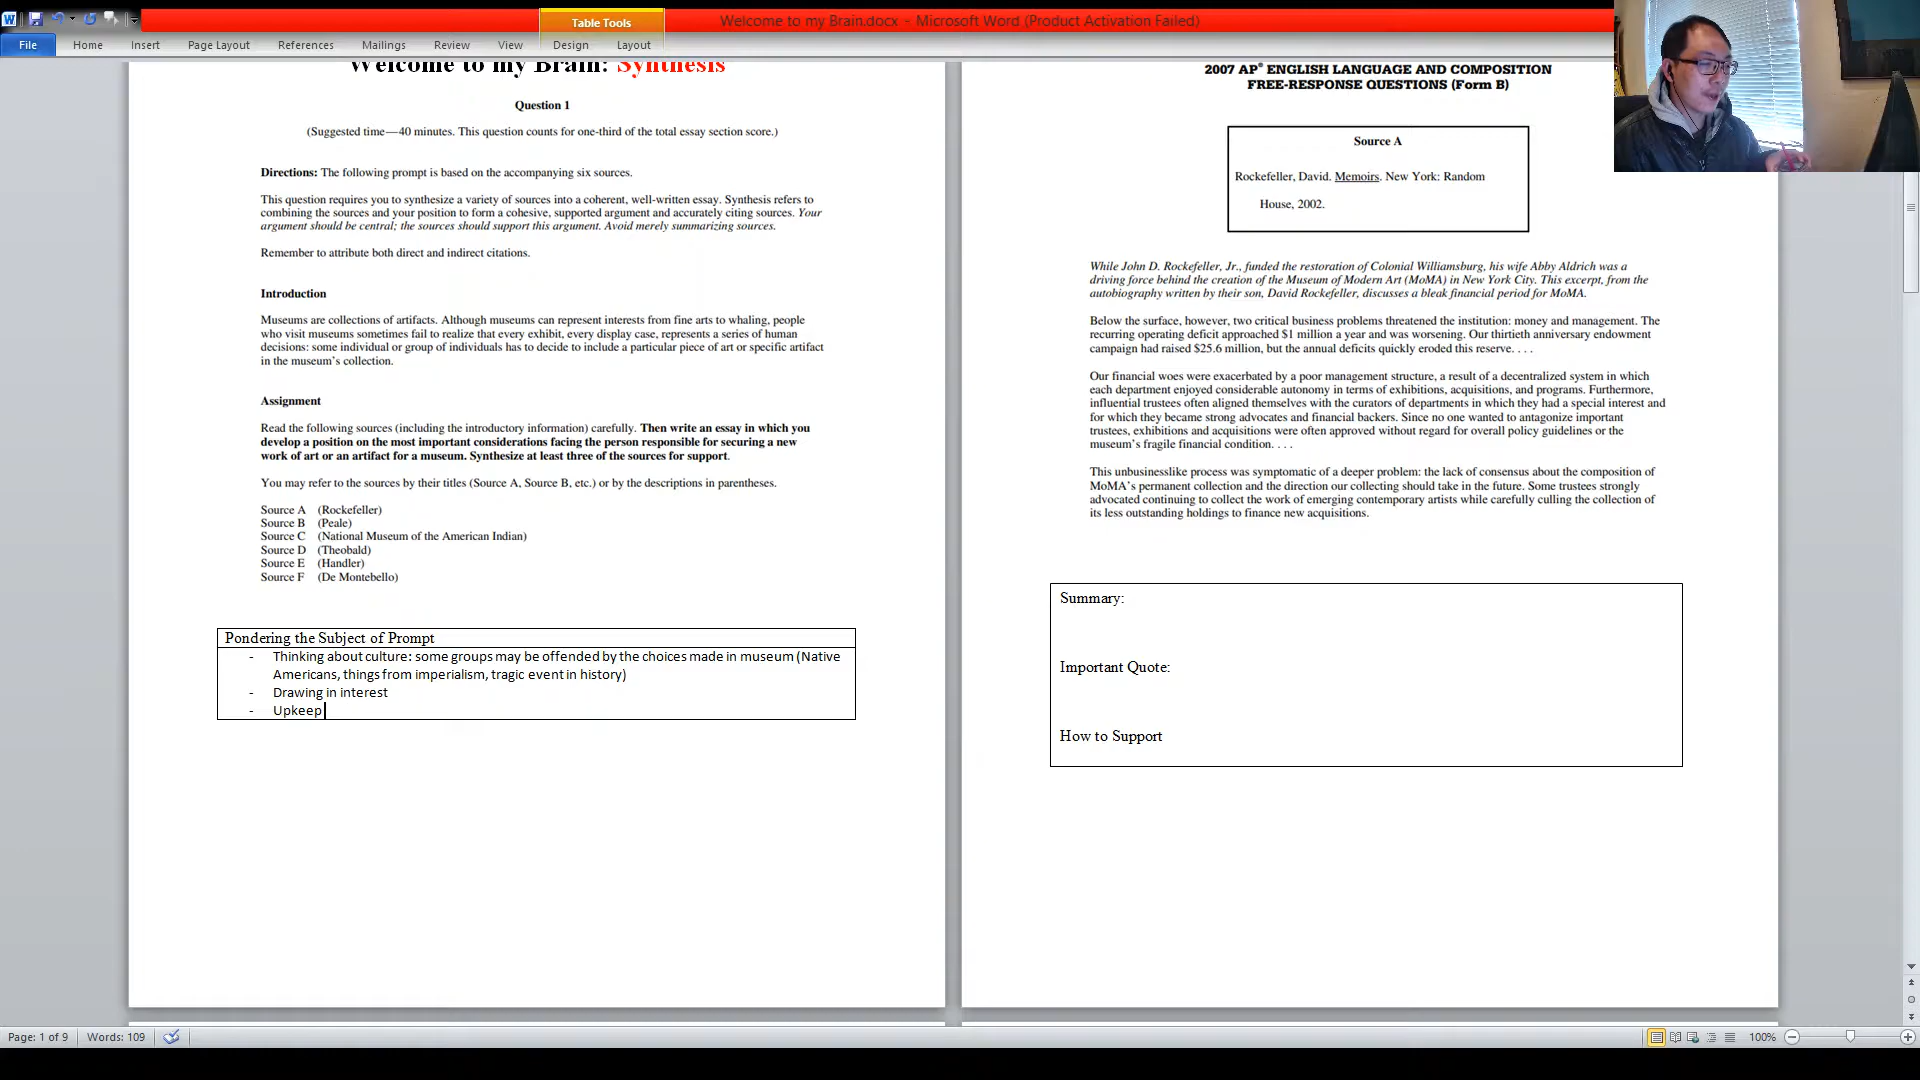 Table Tools
Welcome to my Brain.docx - Microsoft Word (Product Activation Failed)
File
Home
Insert
Page Layout
References
Mailings
Review
View
Design
Layout
Welcome to my Brain: Synthesis
Question 1
(Suggested time—40 minutes. This question counts for one-third of the total essay section score.)
Directions: The following prompt is based on the accompanying six sources.
This question requires you to synthesize a variety of sources into a coherent, well-written essay. Synthesis refers to
combining the sources and your position to form a cohesive, supported argument and accurately citing sources. Your
argument should be central; the sources should support this argument. Avoid merely summarizing sources.
Remember to attribute both direct and indirect citations.
Introduction
Museums are collections of artifacts. Although museums can represent interests from fine arts to whaling, people
who visit museums sometimes fail to realize that every exhibit, every display case, represents a series of human
decisions: some individual or group of individuals has to decide to include a particular piece of art or specific artifact
in the museum's collection.
Assignment
Read the following sources (including the introductory information) carefully. Then write an essay in which you
develop a position on the most important considerations facing the person responsible for securing a new
work of art or an artifact for a museum. Synthesize at least three of the sources for support.
You may refer to the sources by their titles (Source A, Source B, etc.) or by the descriptions in parentheses.
Source A (Rockefeller)
Source B (Peale)
Source C (National Museum of the American Indian)
Source D (Theobald)
Source E (Handler)
Source F (De Montebello)
Pondering the Subject of Prompt
- Thinking about culture: some groups may be offended by the choices made in museum (Native
Americans, things from imperialism, tragic event in history)
- Drawing in interest
- Upkeep
2007 AP® ENGLISH LANGUAGE AND COMPOSITION
FREE-RESPONSE QUESTIONS (Form B)
Source A
Rockefeller, David. Memoirs. New York: Random
House, 2002.
While John D. Rockefeller, Jr., funded the restoration of Colonial Williamsburg, his wife Abby Aldrich was a
driving force behind the creation of the Museum of Modern Art (MoMA) in New York City. This excerpt, from the
autobiography written by their son, David Rockefeller, discusses a bleak financial period for MoMA.
Below the surface, however, two critical business problems threatened the institution: money and management. The
recurring operating deficit approached $1 million a year and was worsening. Our thirtieth anniversary endowment
campaign had raised $25.6 million, but the annual deficits quickly eroded this reserve. . . .
Our financial woes were exacerbated by a poor management structure, a result of a decentralized system in which
each department enjoyed considerable autonomy in terms of exhibitions, acquisitions, and programs. Furthermore,
influential trustees often aligned themselves with the curators of departments in which they had a special interest and
for which they became strong advocates and financial backers. Since no one wanted to antagonize important
trustees, exhibitions and acquisitions were often approved without regard for overall policy guidelines or the
museum's fragile financial condition. . . .
This unbusinesslike process was symptomatic of a deeper problem: the lack of consensus about the composition of
MoMA's permanent collection and the direction our collecting should take in the future. Some trustees strongly
advocated continuing to collect the work of emerging contemporary artists while carefully culling the collection of
its less outstanding holdings to finance new acquisitions.
Summary:
Important Quote:
How to Support
Page: 1 of 9
Words: 109
100%